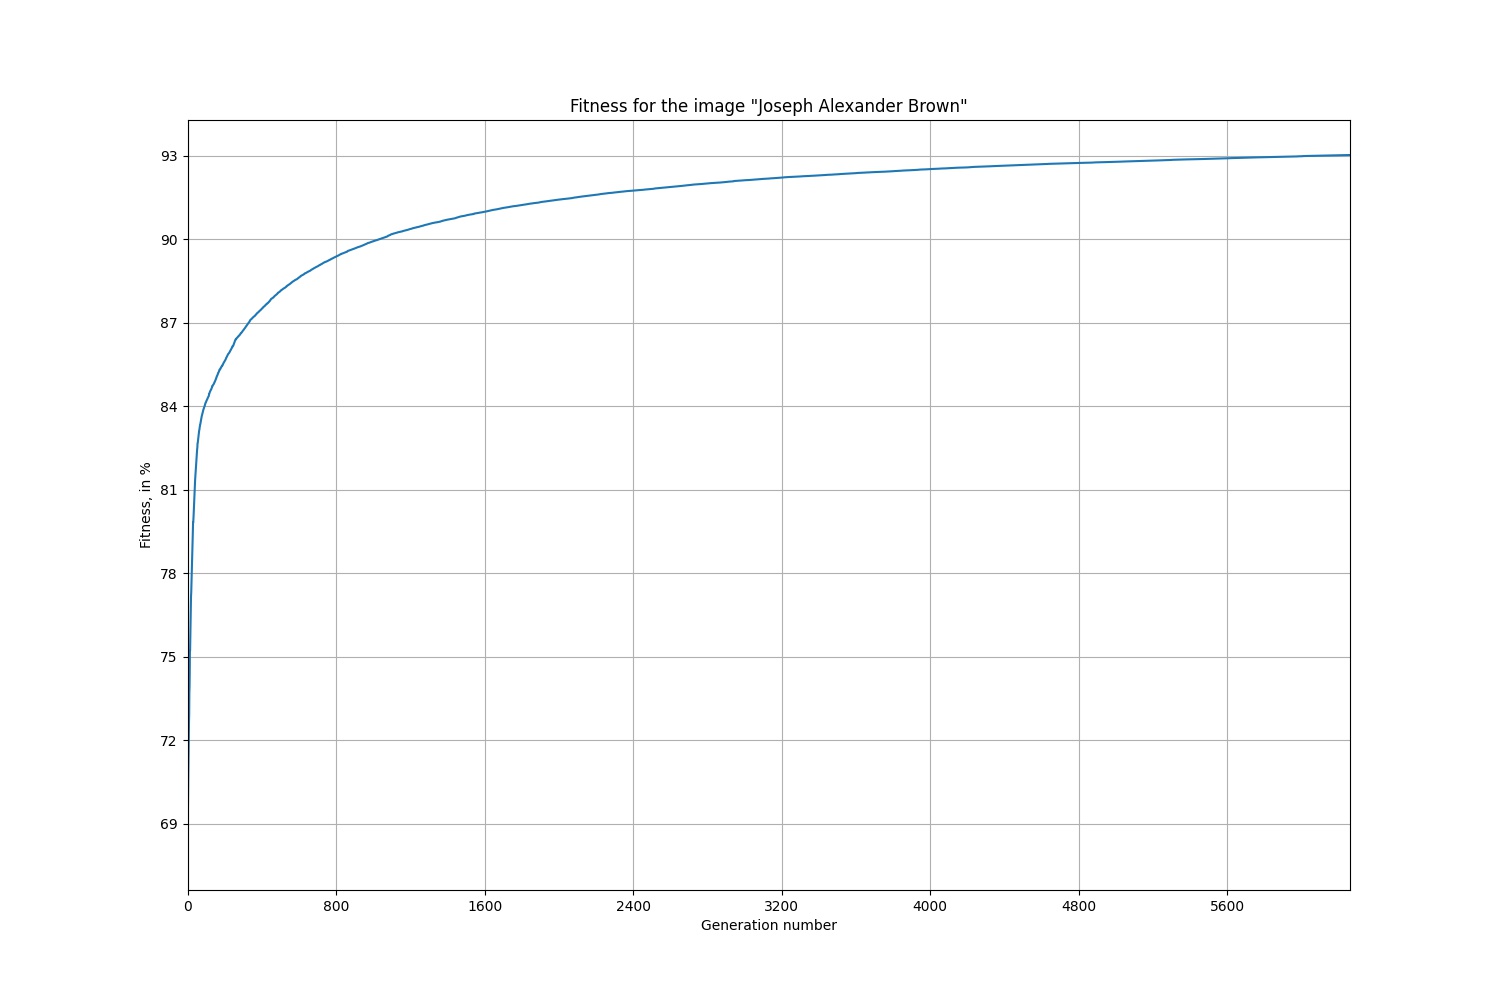 Fitness for the image "Joseph Alexander Brown"
93
90
87
84
81
78
75
72
69
Fitness, in %
0 800 1600 2400 3200 4000 4800 5600
Generation number